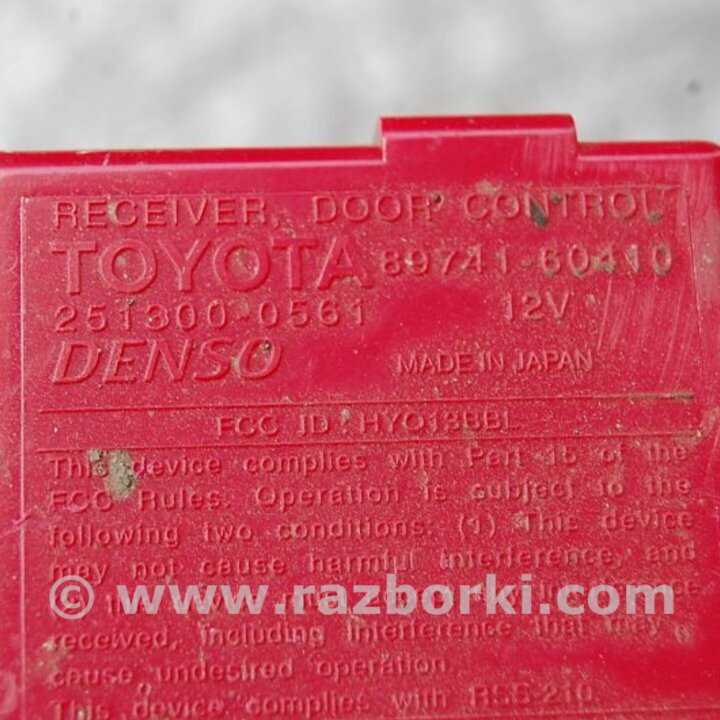 RECEIVER, DOOR CONTROL
TOYOTA 89741-60410
251300-0561 12V
DENSO MADE IN JAPAN
FCC ID : HYQ13BBL
This device complies with Part 15 of the
FCC Rules. Operation is subject to the
following two conditions: (1) This device
may not cause harmful interference, and
© www.razborki.com
received, including interference that may
cause undesired operation.
This device complies with RSS-210.